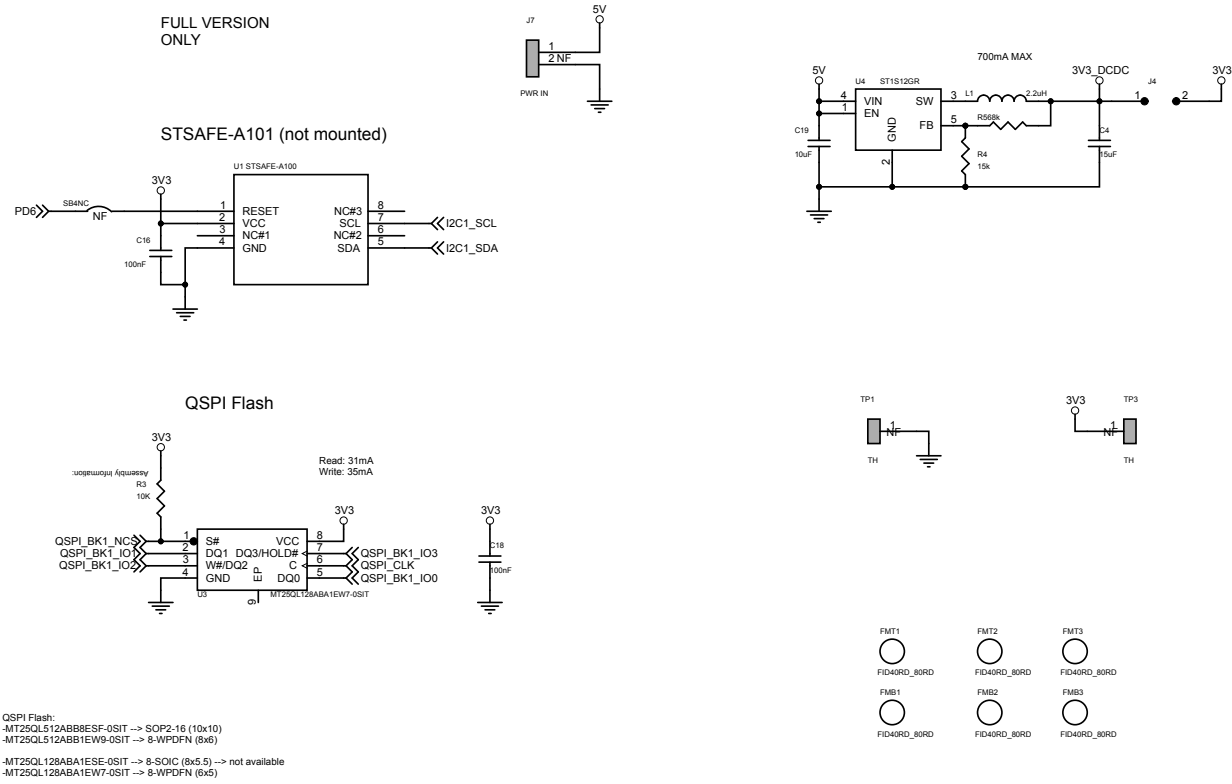 FULL VERSION
ONLY
J7
5V
1
2 NF
PWR IN
700mA MAX
5V
U4
ST1S12GR
3V3_DCDC
J4
3V3
4
VIN
SW
3
L1
2.2uH
1
2
1
EN
GND
FB
5
R568k
C19
10uF
2
R4
15k
C4
15uF
STSAFE-A101 (not mounted)
U1 STSAFE-A100
3V3
PD6
SB4NC
NF
1
RESET
NC#3
8
2
VCC
SCL
7
I2C1_SCL
3
NC#1
NC#2
6
4
GND
SDA
5
I2C1_SDA
C16
100nF
QSPI Flash
3V3
Assembly Information:
R3
10K
Read: 31mA
Write: 35mA
3V3
3V3
QSPI_BK1_NCS
1
S#
VCC
8
QSPI_BK1_IO1
2
DQ1
DQ3/HOLD#
7
QSPI_BK1_IO3
QSPI_BK1_IO2
3
W#/DQ2
C
6
QSPI_CLK
4
GND
EP
DQ0
5
QSPI_BK1_IO0
U3
9
MT25QL128ABA1EW7-0SIT
C18
100nF
TP1
1
NF
TH
3V3
TP3
1
NF
TH
FMT1
FMT2
FMT3
FID40RD_80RD
FID40RD_80RD
FID40RD_80RD
FMB1
FMB2
FMB3
FID40RD_80RD
FID40RD_80RD
FID40RD_80RD
QSPI Flash:
-MT25QL512ABB8ESF-0SIT --> SOP2-16 (10x10)
-MT25QL512ABB1EW9-0SIT --> 8-WPDFN (8x6)
-MT25QL128ABA1ESE-0SIT --> 8-SOIC (8x5.5) --> not available
-MT25QL128ABA1EW7-0SIT --> 8-WPDFN (6x5)